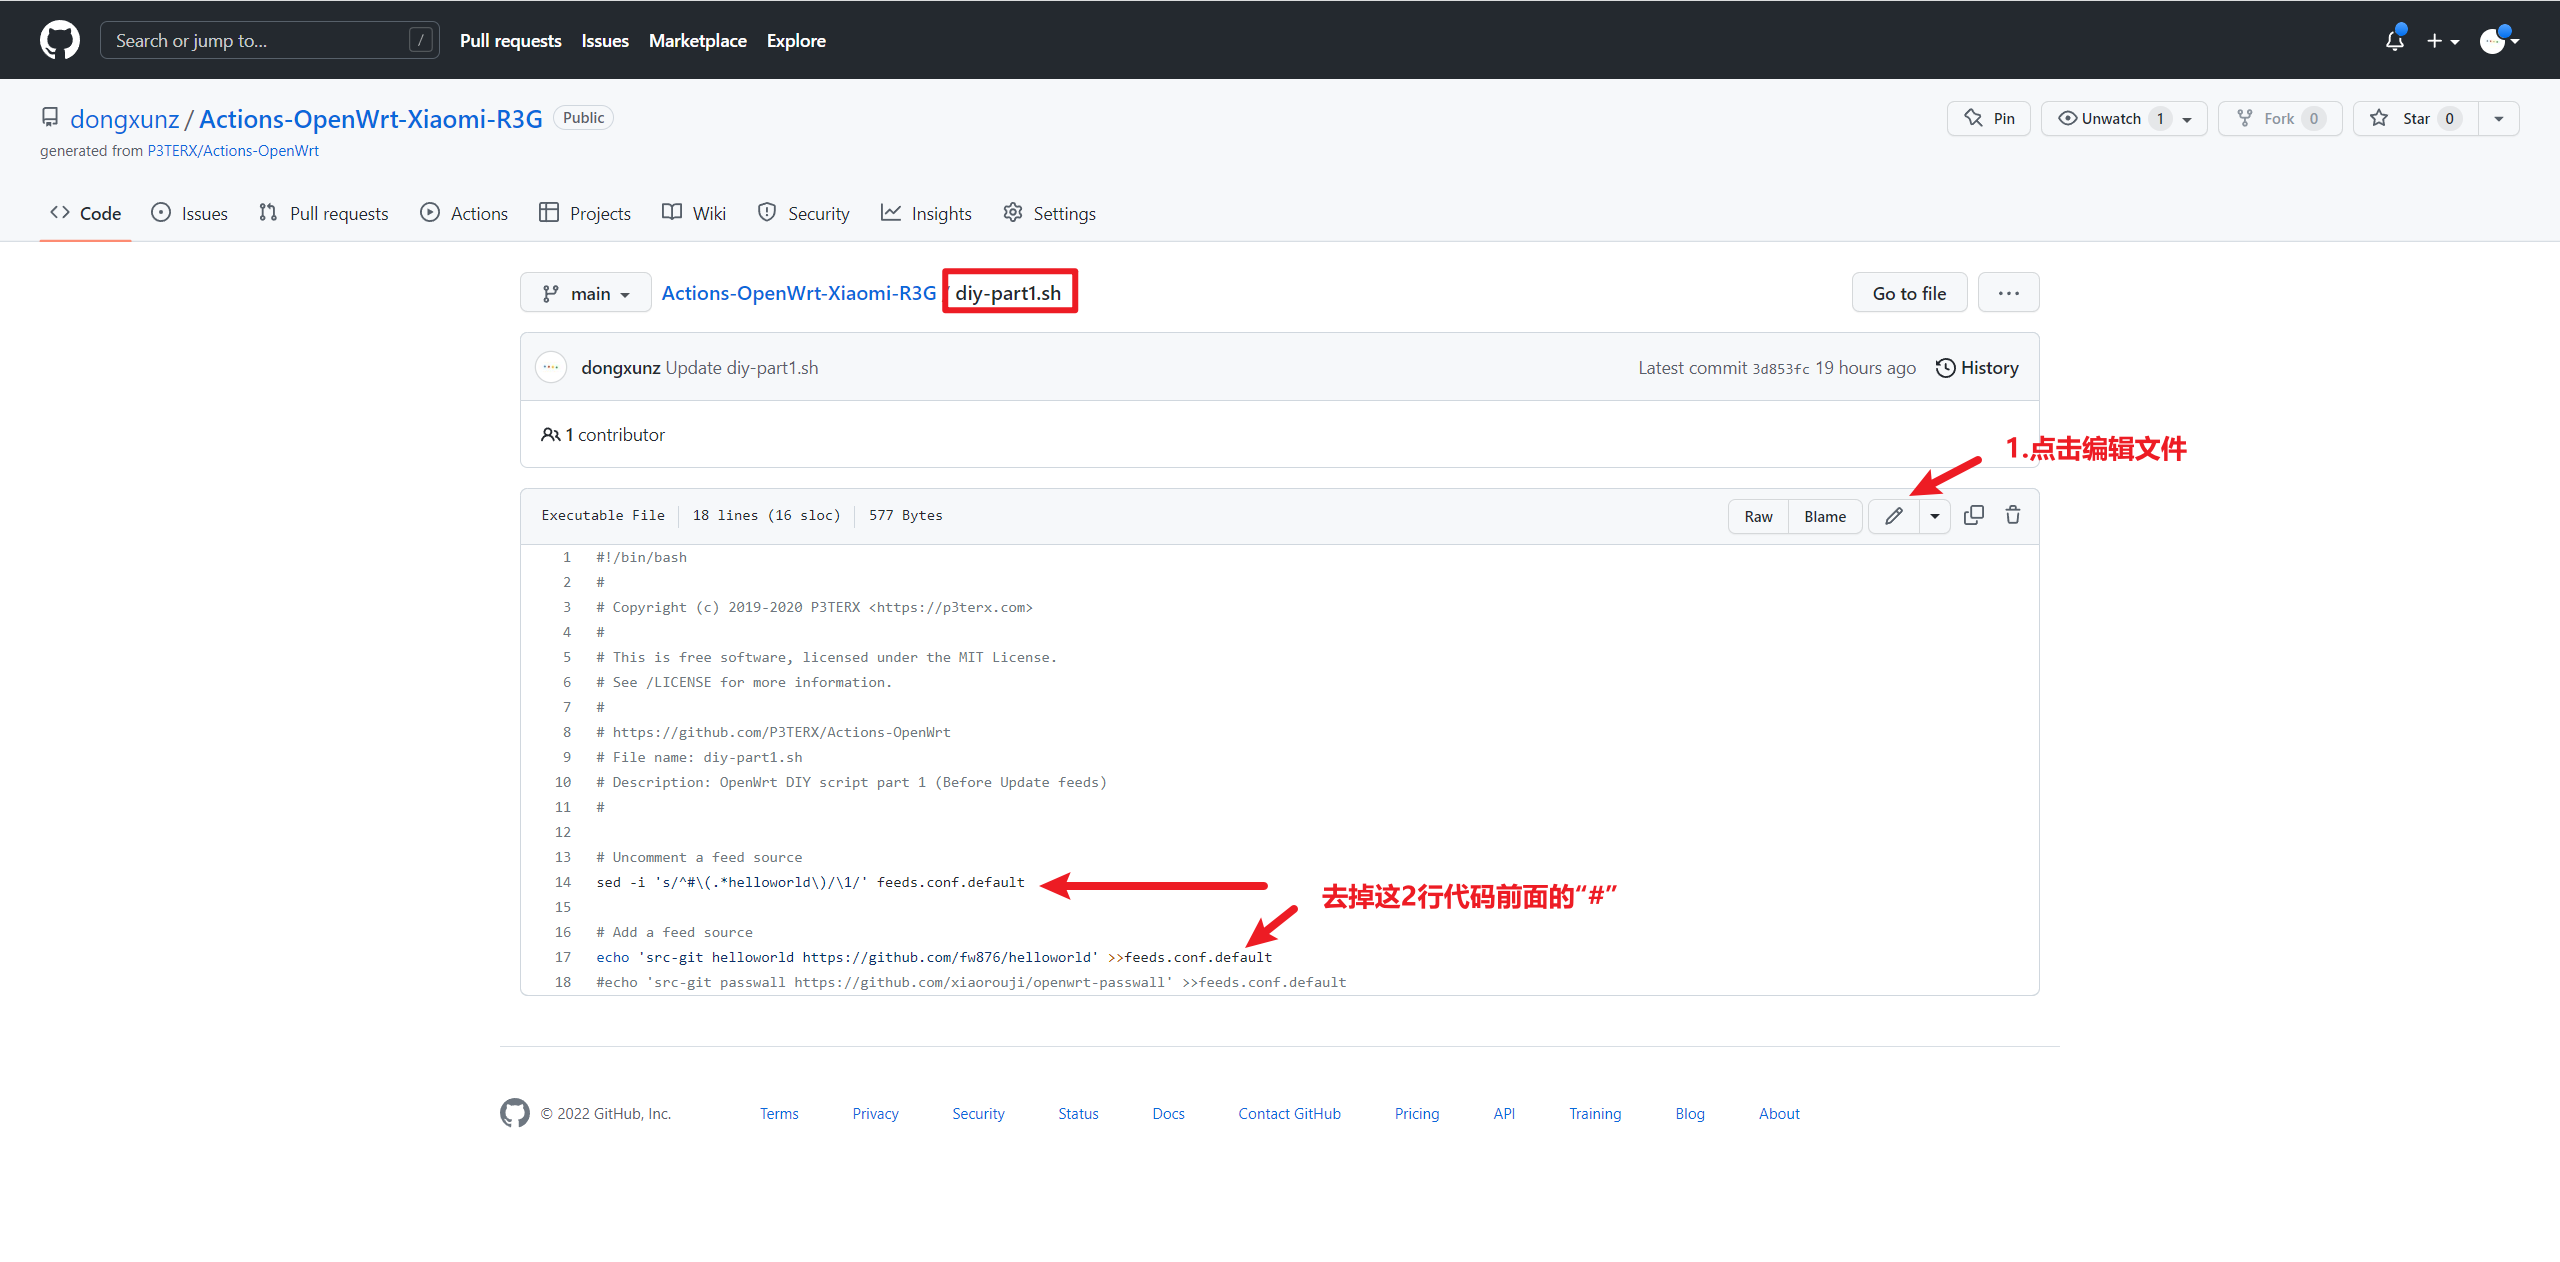 Search or jump to... /
Pull requests Issues Marketplace Explore
dongxunz / Actions-OpenWrt-Xiaomi-R3G Public
Pin Unwatch 1 Fork 0 Star 0
generated from P3TERX/Actions-OpenWrt
Code Issues Pull requests Actions Projects Wiki Security Insights Settings
main Actions-OpenWrt-Xiaomi-R3G / diy-part1.sh Go to file ...
dongxunz Update diy-part1.sh Latest commit 3d853fc 19 hours ago History
1 contributor
1.点击编辑文件
Executable File 18 lines (16 sloc) 577 Bytes Raw Blame
1 #!/bin/bash
2 #
3 # Copyright (c) 2019-2020 P3TERX <https://p3terx.com>
4 #
5 # This is free software, licensed under the MIT License.
6 # See /LICENSE for more information.
7 #
8 # https://github.com/P3TERX/Actions-OpenWrt
9 # File name: diy-part1.sh
10 # Description: OpenWrt DIY script part 1 (Before Update feeds)
11 #
12
13 # Uncomment a feed source
14 sed -i 's/^#\(.*helloworld\)/\1/' feeds.conf.default
去掉这2行代码前面的“#”
15
16 # Add a feed source
17 echo 'src-git helloworld https://github.com/fw876/helloworld' >>feeds.conf.default
18 #echo 'src-git passwall https://github.com/xiaorouji/openwrt-passwall' >>feeds.conf.default
© 2022 GitHub, Inc. Terms Privacy Security Status Docs Contact GitHub Pricing API Training Blog About